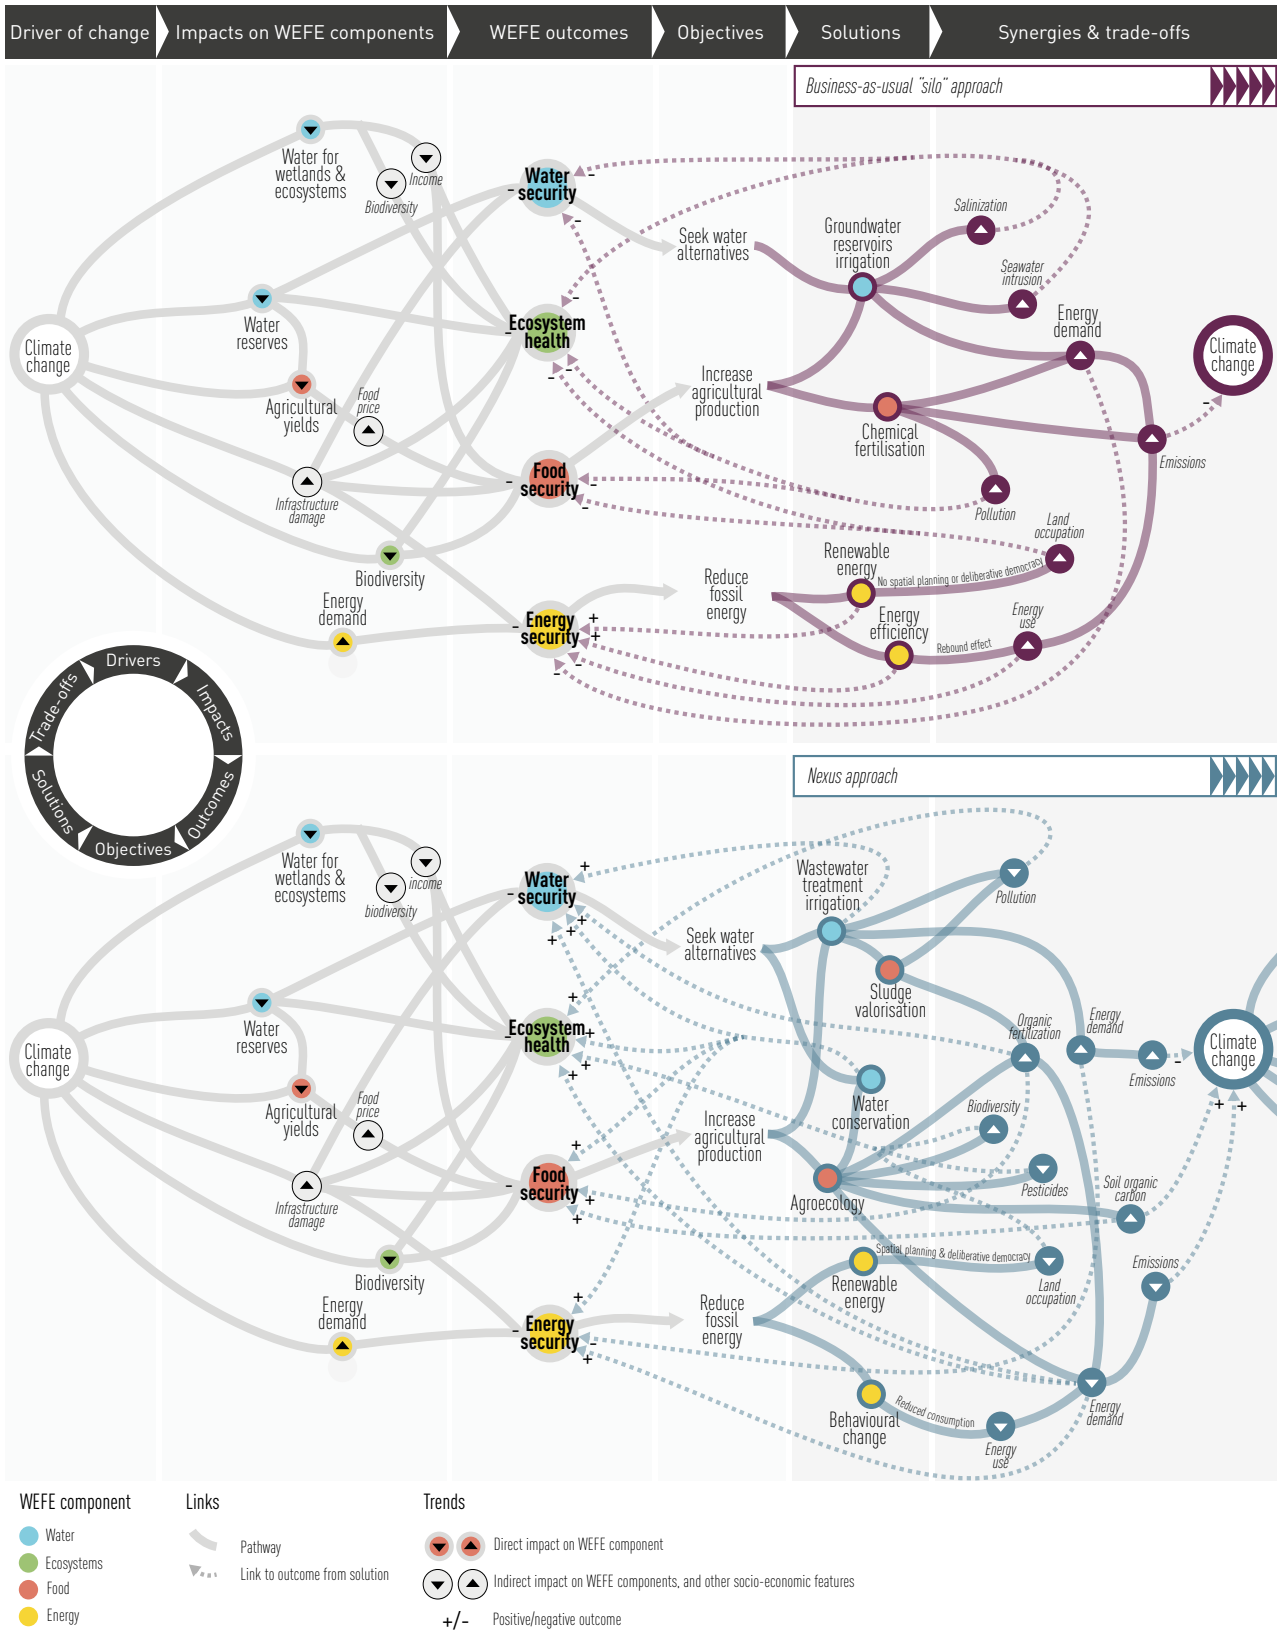 Driver of change
Impacts on WEFE components
WEFE outcomes
Objectives
Solutions
Synergies & trade-offs
Business-as-usual "silo" approach
Water for
wetlands &
ecosystems
Income
Biodiversity
Water
reserves
Climate
change
Agricultural
yields
Food
price
Infrastructure
damage
Biodiversity
Energy
demand
- Water
security
- Ecosystem
health
- Food
security
- Energy
security
-
-
-
-
-
-
-
+
+
-
-
Seek water
alternatives
Increase
agricultural
production
Reduce
fossil
energy
Groundwater
reservoirs
irrigation
Chemical
fertilisation
Renewable
energy
Energy
efficiency
Salinization
Seawater
intrusion
Energy
demand
Climate
change
-
Emissions
Pollution
Land
occupation
No spatial planning or deliberative democracy
Energy
use
Rebound effect
Drivers
Impacts
Outcomes
Objectives
Solutions
Trade-offs
Nexus approach
Water for
wetlands &
ecosystems
income
biodiversity
Water
reserves
Climate
change
Agricultural
yields
Food
price
Infrastructure
damage
Biodiversity
Energy
demand
- Water
security
- Ecosystem
health
- Food
security
- Energy
security
+
+
+
+
+
+
+
+
+
+
+
+
-
+
Seek water
alternatives
Increase
agricultural
production
Reduce
fossil
energy
Wastewater
treatment
irrigation
Sludge
valorisation
Water
conservation
Agroecology
Renewable
energy
Behavioural
change
Pollution
Organic
fertilization
Energy
demand
Emissions
-
Climate
change
+ +
Biodiversity
Pesticides
Soil organic
carbon
Spatial planning & deliberative democracy
Land
occupation
Emissions
Reduced consumption
Energy
use
Energy
demand
WEFE component
Water
Ecosystems
Food
Energy
Links
Pathway
Link to outcome from solution
Trends
Direct impact on WEFE component
Indirect impact on WEFE components, and other socio-economic features
+/- Positive/negative outcome